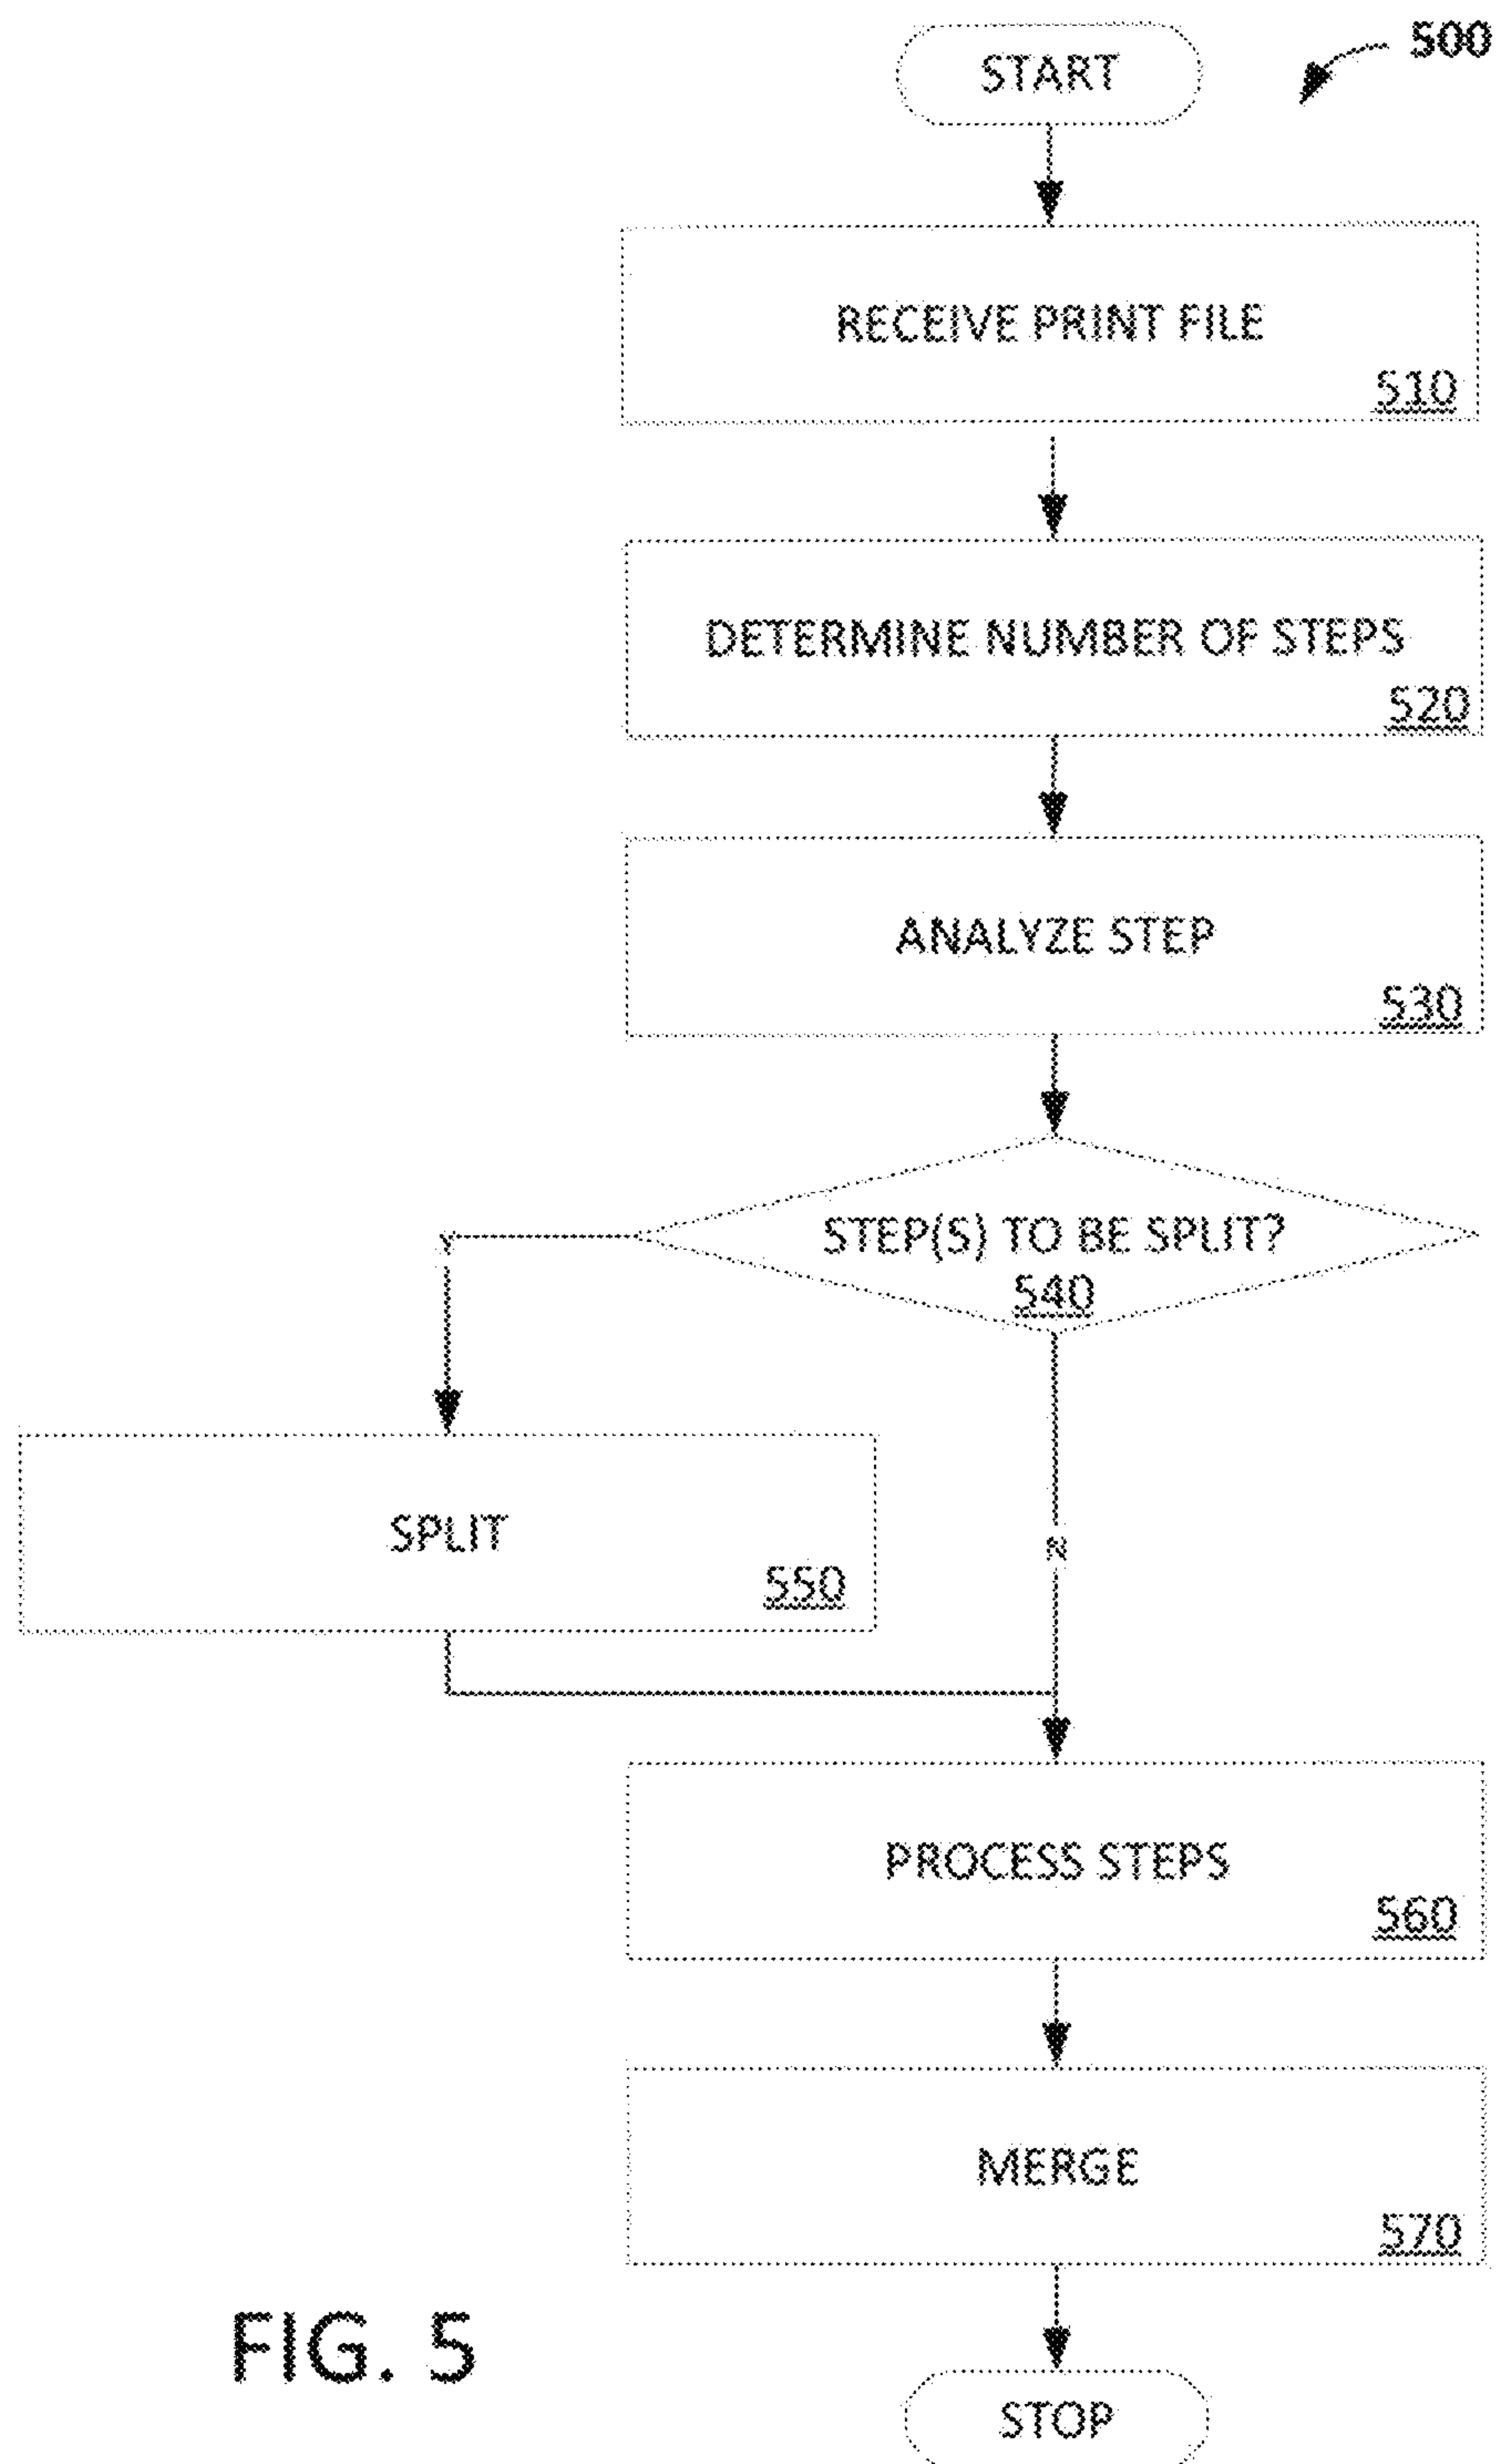 START
500
RECEIVE PRINT FILE
510
DETERMINE NUMBER OF STEPS
520
ANALYZE STEP
530
STEP(S) TO BE SPLIT?
540
Y
SPLIT
550
N
PROCESS STEPS
560
MERGE
570
FIG. 5
STOP